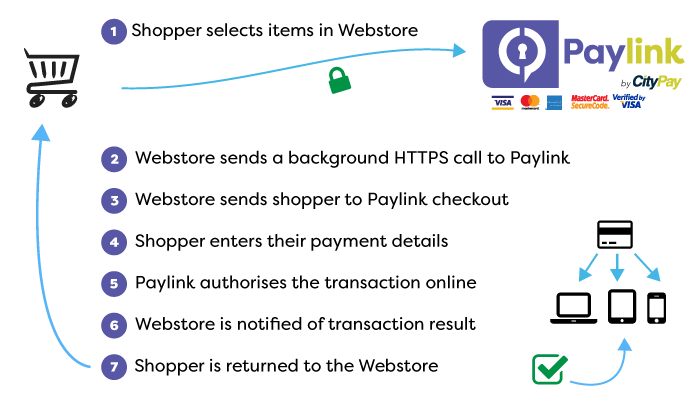 1 Shopper selects items in Webstore
Paylink
by CityPay
VISA
mastercard
MasterCard.
SecureCode.
Verified by
VISA
2 Webstore sends a background HTTPS call to Paylink
3 Webstore sends shopper to Paylink checkout
4 Shopper enters their payment details
5 Paylink authorises the transaction online
6 Webstore is notified of transaction result
7 Shopper is returned to the Webstore